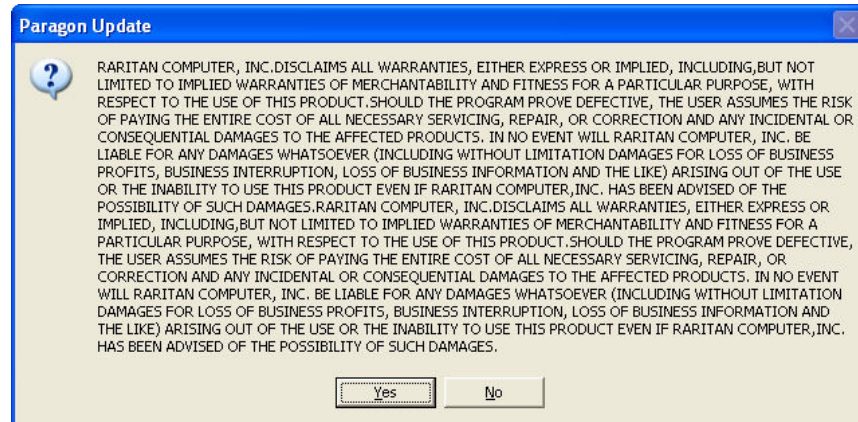 Paragon Update
RARITAN COMPUTER, INC.DISCLAIMS ALL WARRANTIES, EITHER EXPRESS OR IMPLIED, INCLUDING,BUT NOT
LIMITED TO IMPLIED WARRANTIES OF MERCHANTABILITY AND FITNESS FOR A PARTICULAR PURPOSE, WITH
RESPECT TO THE USE OF THIS PRODUCT.SHOULD THE PROGRAM PROVE DEFECTIVE, THE USER ASSUMES THE RISK
OF PAYING THE ENTIRE COST OF ALL NECESSARY SERVICING, REPAIR, OR CORRECTION AND ANY INCIDENTAL OR
CONSEQUENTIAL DAMAGES TO THE AFFECTED PRODUCTS. IN NO EVENT WILL RARITAN COMPUTER, INC. BE
LIABLE FOR ANY DAMAGES WHATSOEVER (INCLUDING WITHOUT LIMITATION DAMAGES FOR LOSS OF BUSINESS
PROFITS, BUSINESS INTERRUPTION, LOSS OF BUSINESS INFORMATION AND THE LIKE) ARISING OUT OF THE USE
OR THE INABILITY TO USE THIS PRODUCT EVEN IF RARITAN COMPUTER,INC. HAS BEEN ADVISED OF THE
POSSIBILITY OF SUCH DAMAGES.RARITAN COMPUTER, INC.DISCLAIMS ALL WARRANTIES, EITHER EXPRESS OR
IMPLIED, INCLUDING,BUT NOT LIMITED TO IMPLIED WARRANTIES OF MERCHANTABILITY AND FITNESS FOR A
PARTICULAR PURPOSE, WITH RESPECT TO THE USE OF THIS PRODUCT.SHOULD THE PROGRAM PROVE DEFECTIVE,
THE USER ASSUMES THE RISK OF PAYING THE ENTIRE COST OF ALL NECESSARY SERVICING, REPAIR, OR
CORRECTION AND ANY INCIDENTAL OR CONSEQUENTIAL DAMAGES TO THE AFFECTED PRODUCTS. IN NO EVENT
WILL RARITAN COMPUTER, INC. BE LIABLE FOR ANY DAMAGES WHATSOEVER (INCLUDING WITHOUT LIMITATION
DAMAGES FOR LOSS OF BUSINESS PROFITS, BUSINESS INTERRUPTION, LOSS OF BUSINESS INFORMATION AND
THE LIKE) ARISING OUT OF THE USE OR THE INABILITY TO USE THIS PRODUCT EVEN IF RARITAN COMPUTER,INC.
HAS BEEN ADVISED OF THE POSSIBILITY OF SUCH DAMAGES.
Yes No